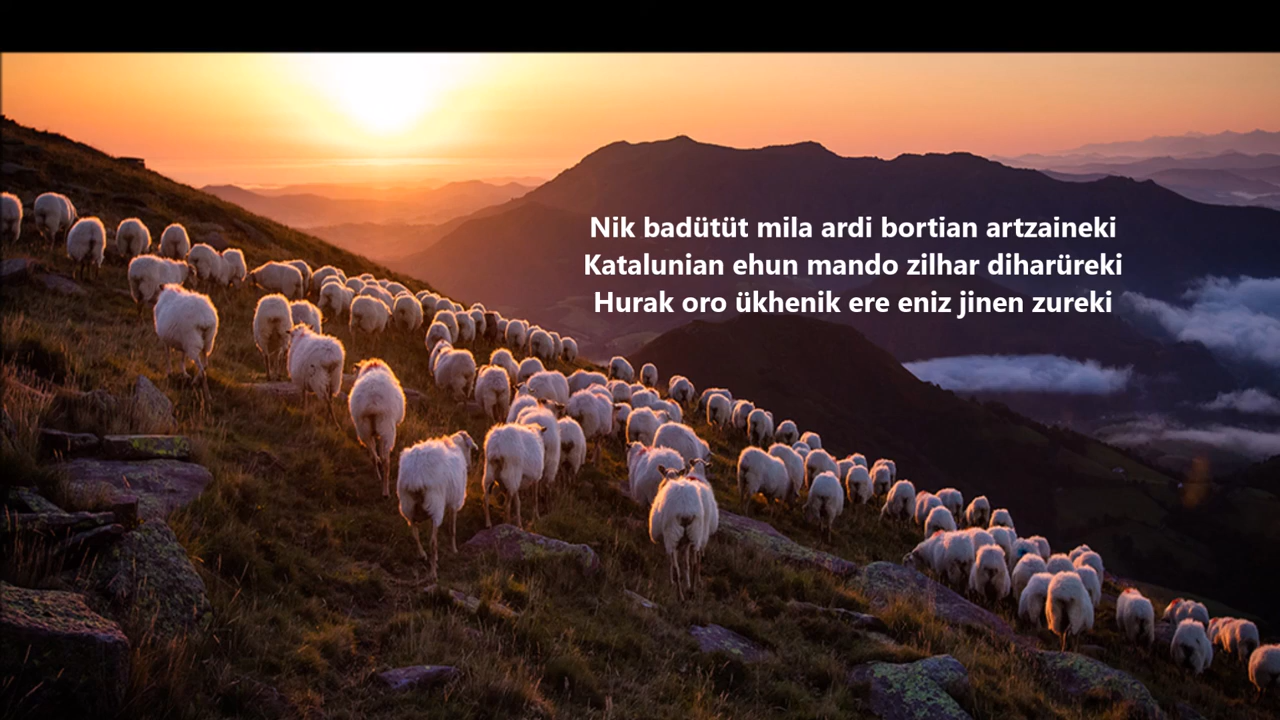 Nik badütüt mila ardi bortian artzaineki
Katalunian ehun mando zilhar diharüreki
Hurak oro ükhenik ere eniz jinen zureki